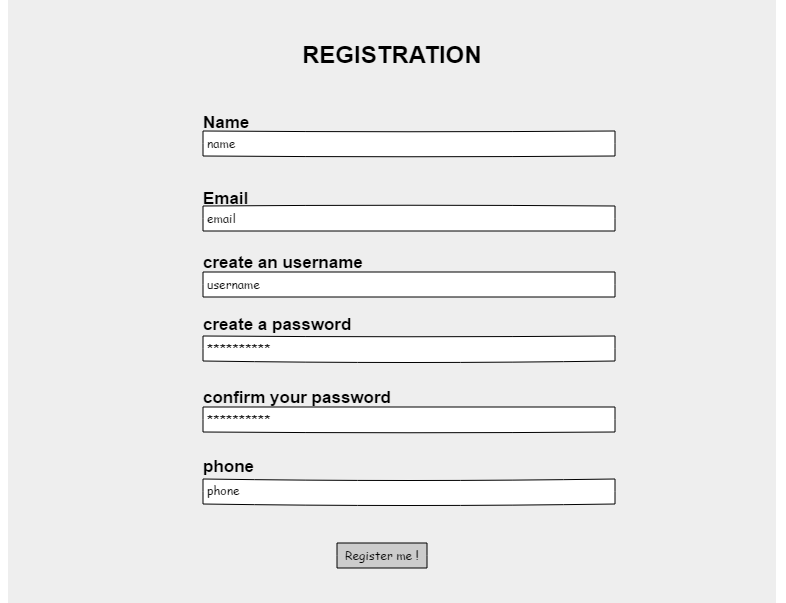 REGISTRATION
Name
name
Email
email
create an username
username
create a password
**********
confirm your password
**********
phone
phone
Register me !